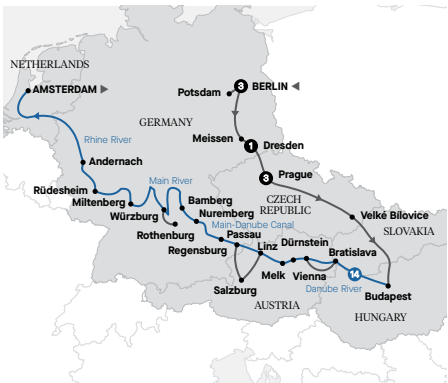 NETHERLANDS
AMSTERDAM
Potsdam
3
BERLIN
GERMANY
Rhine River
Meissen
1
Dresden
Andernach
3
Prague
Main River
Rüdesheim
Miltenberg
Bamberg
CZECH
REPUBLIC
Würzburg
Nuremberg
Velké Bílovice
Rothenburg
Main-Danube Canal
SLOVAKIA
Regensburg
Passau
Linz
Dürnstein
Bratislava
Melk
Vienna
14
Salzburg
Danube River
Budapest
AUSTRIA
HUNGARY